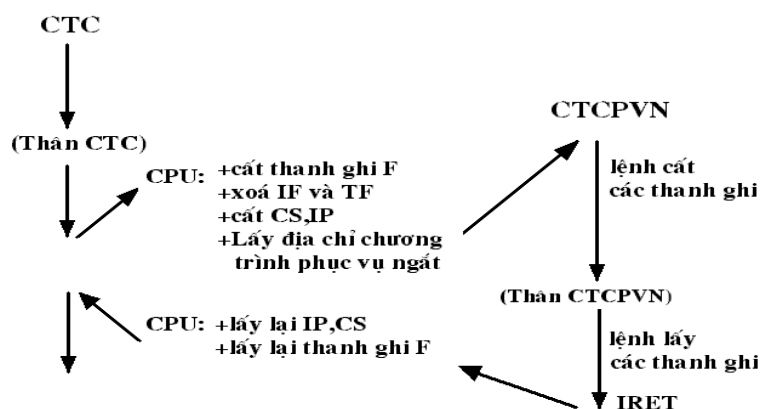 CTC
(Thân CTC)
CPU: +cất thanh ghi F
+xoá IF và TF
+cất CS,IP
+Lấy địa chỉ chương
trình phục vụ ngắt
CPU: +lấy lại IP,CS
+lấy lại thanh ghi F
CTCPVN
lệnh cất
các thanh ghi
(Thân CTCPVN)
lệnh lấy
các thanh ghi
IRET